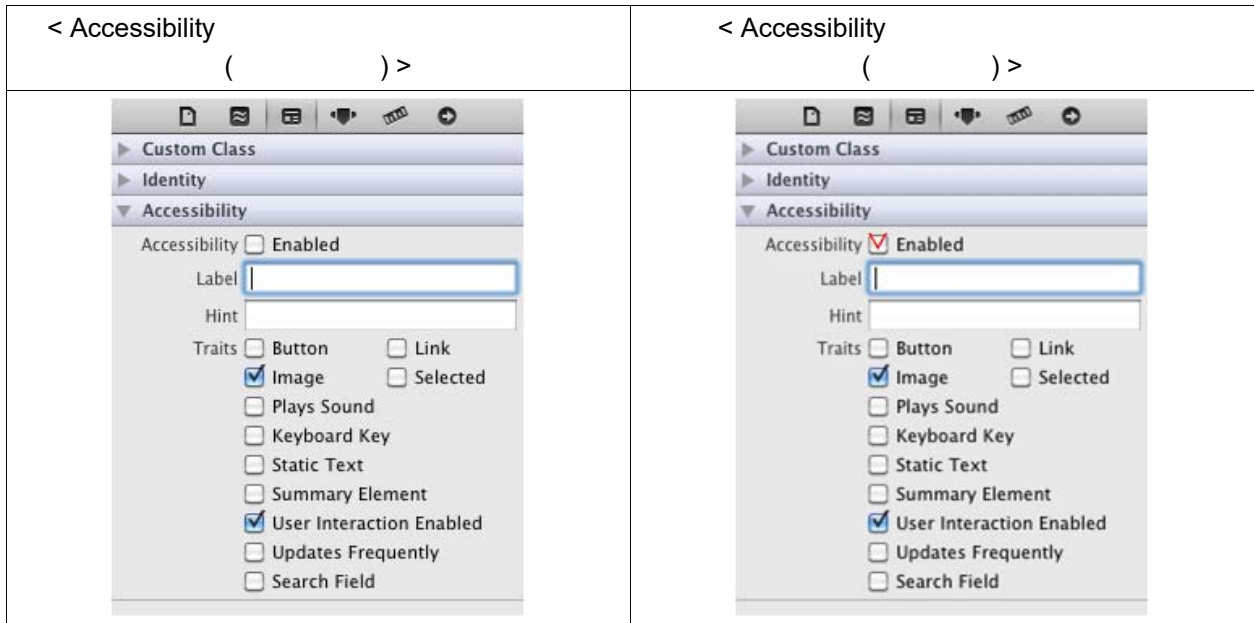 < Accessibility
( ) >
< Accessibility
( ) >
Custom Class
Identity
Accessibility
Accessibility Enabled
Label
Hint
Traits Button Link
Image Selected
Plays Sound
Keyboard Key
Static Text
Summary Element
User Interaction Enabled
Updates Frequently
Search Field
Custom Class
Identity
Accessibility
Accessibility Enabled
Label
Hint
Traits Button Link
Image Selected
Plays Sound
Keyboard Key
Static Text
Summary Element
User Interaction Enabled
Updates Frequently
Search Field